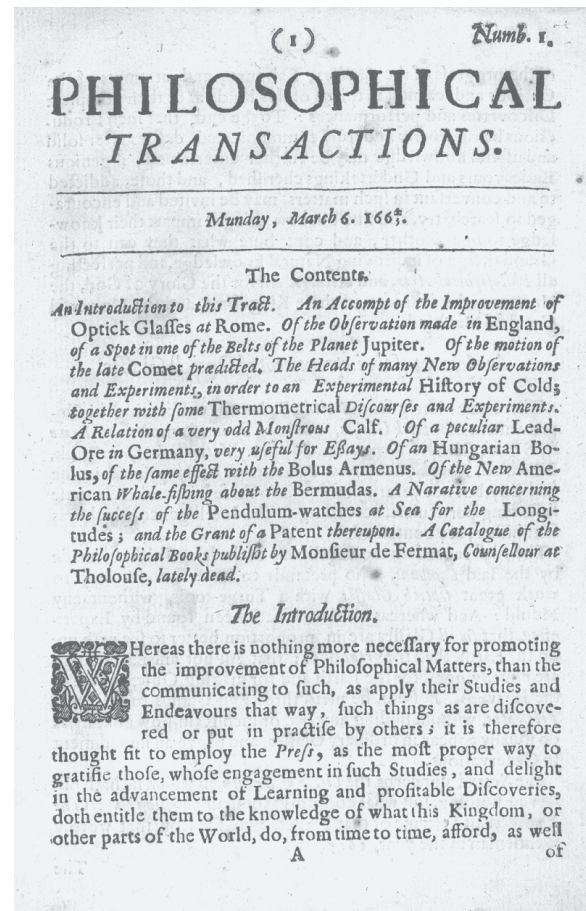 (1) Numb. 1.
PHILOSOPHICAL
TRANSACTIONS.
Munday, March 6. 166⁴⁄₅.
The Contents.
An Introduction to this Tract. An Accompt of the Improvement of
Optick Glaſſes at Rome. Of the Obſervation made in England,
of a Spot in one of the Belts of the Planet Jupiter. Of the motion of
the late Comet prædicted. The Heads of many New Obſervations
and Experiments, in order to an Experimental Hiſtory of Cold;
together with ſome Thermometrical Diſcourſes and Experiments.
A Relation of a very odd Monſtrous Calf. Of a peculiar Lead-
Ore in Germany, very uſeful for Eſſays. Of an Hungarian Bo-
lus, of the ſame effect with the Bolus Armenus. Of the New Ame-
rican Whale-fiſhing about the Bermudas. A Narative concerning
the ſucceſs of the Pendulum-watches at Sea for the Longi-
tudes; and the Grant of a Patent thereupon. A Catalogue of the
Philoſophical Books publiſht by Monſieur de Fermat, Counſellour at
Tholouſe, lately dead.
The Introduction.
WHereas there is nothing more neceſſary for promoting
the improvement of Philoſophical Matters, than the
communicating to ſuch, as apply their Studies and
Endeavours that way, ſuch things as are diſcove-
red or put in practiſe by others; it is therefore
thought fit to employ the Preſs, as the moſt proper way to
gratifie thoſe, whoſe engagement in ſuch Studies, and delight
in the advancement of Learning and profitable Diſcoveries,
doth entitle them to the knowledge of what this Kingdom, or
other parts of the World, do, from time to time, afford, as well
A of